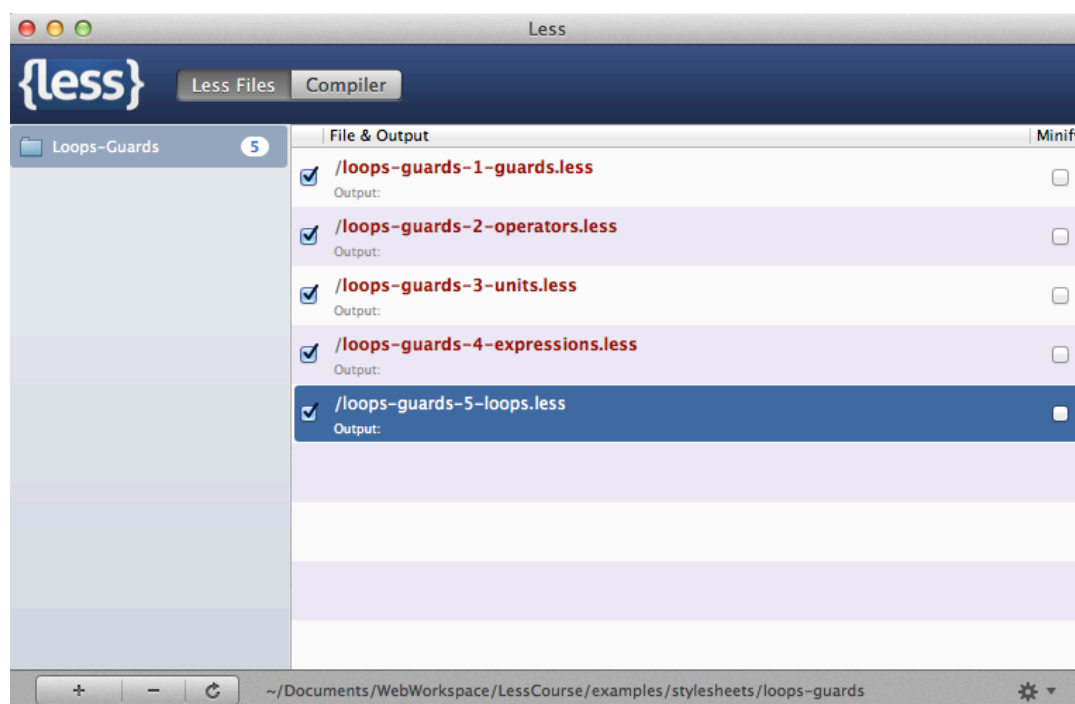 Less
{less} Less Files Compiler
Loops-Guards 5
File & Output Minify
/loops-guards-1-guards.less
Output:
/loops-guards-2-operators.less
Output:
/loops-guards-3-units.less
Output:
/loops-guards-4-expressions.less
Output:
/loops-guards-5-loops.less
Output:
+ − ~/Documents/WebWorkspace/LessCourse/examples/stylesheets/loops-guards